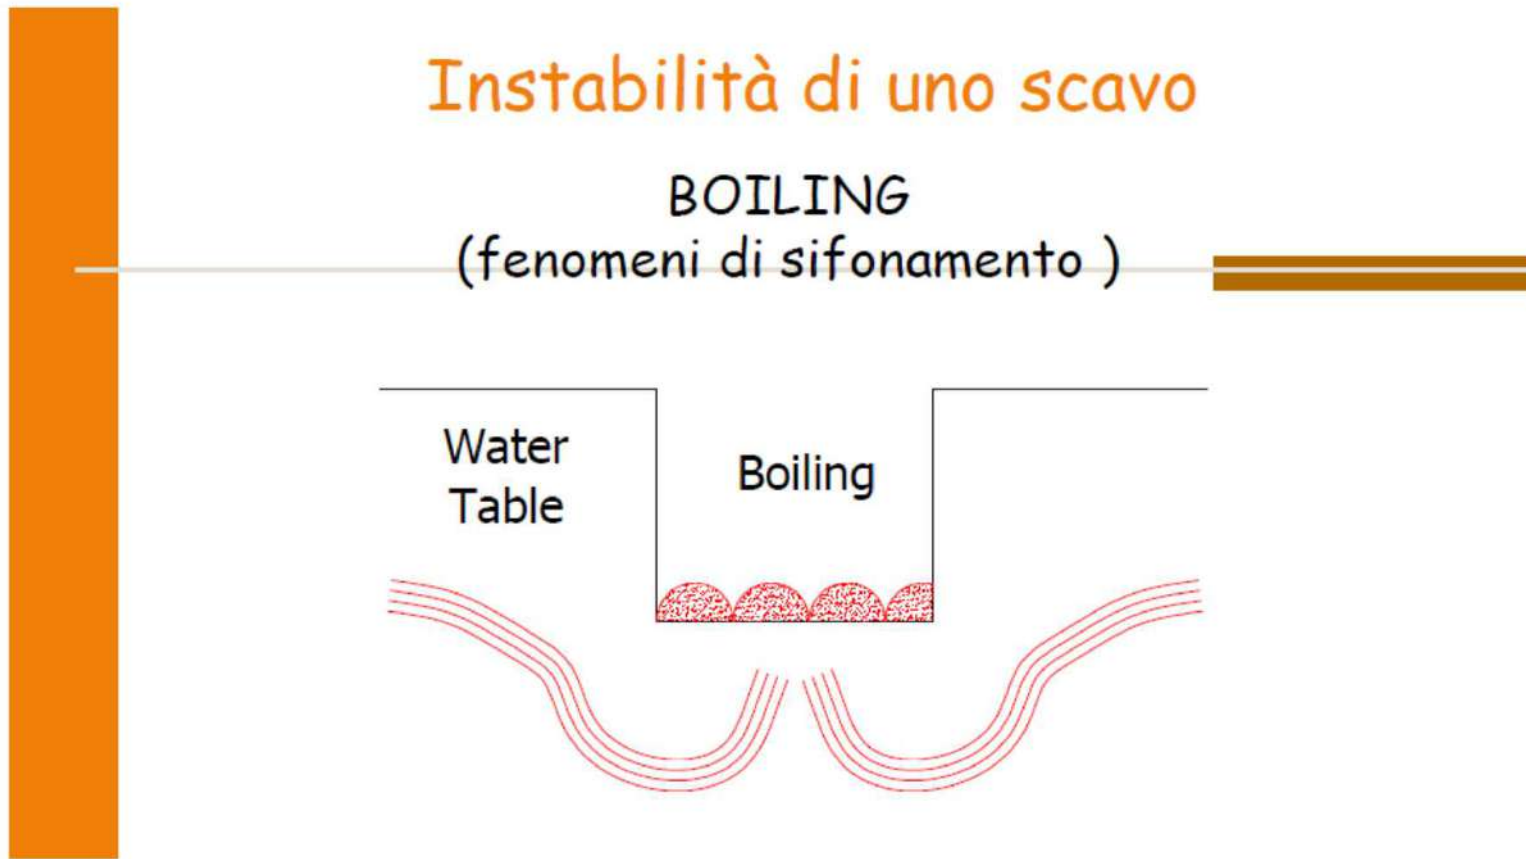 Instabilità di uno scavo
BOILING
(fenomeni di sifonamento )
Water
Table
Boiling